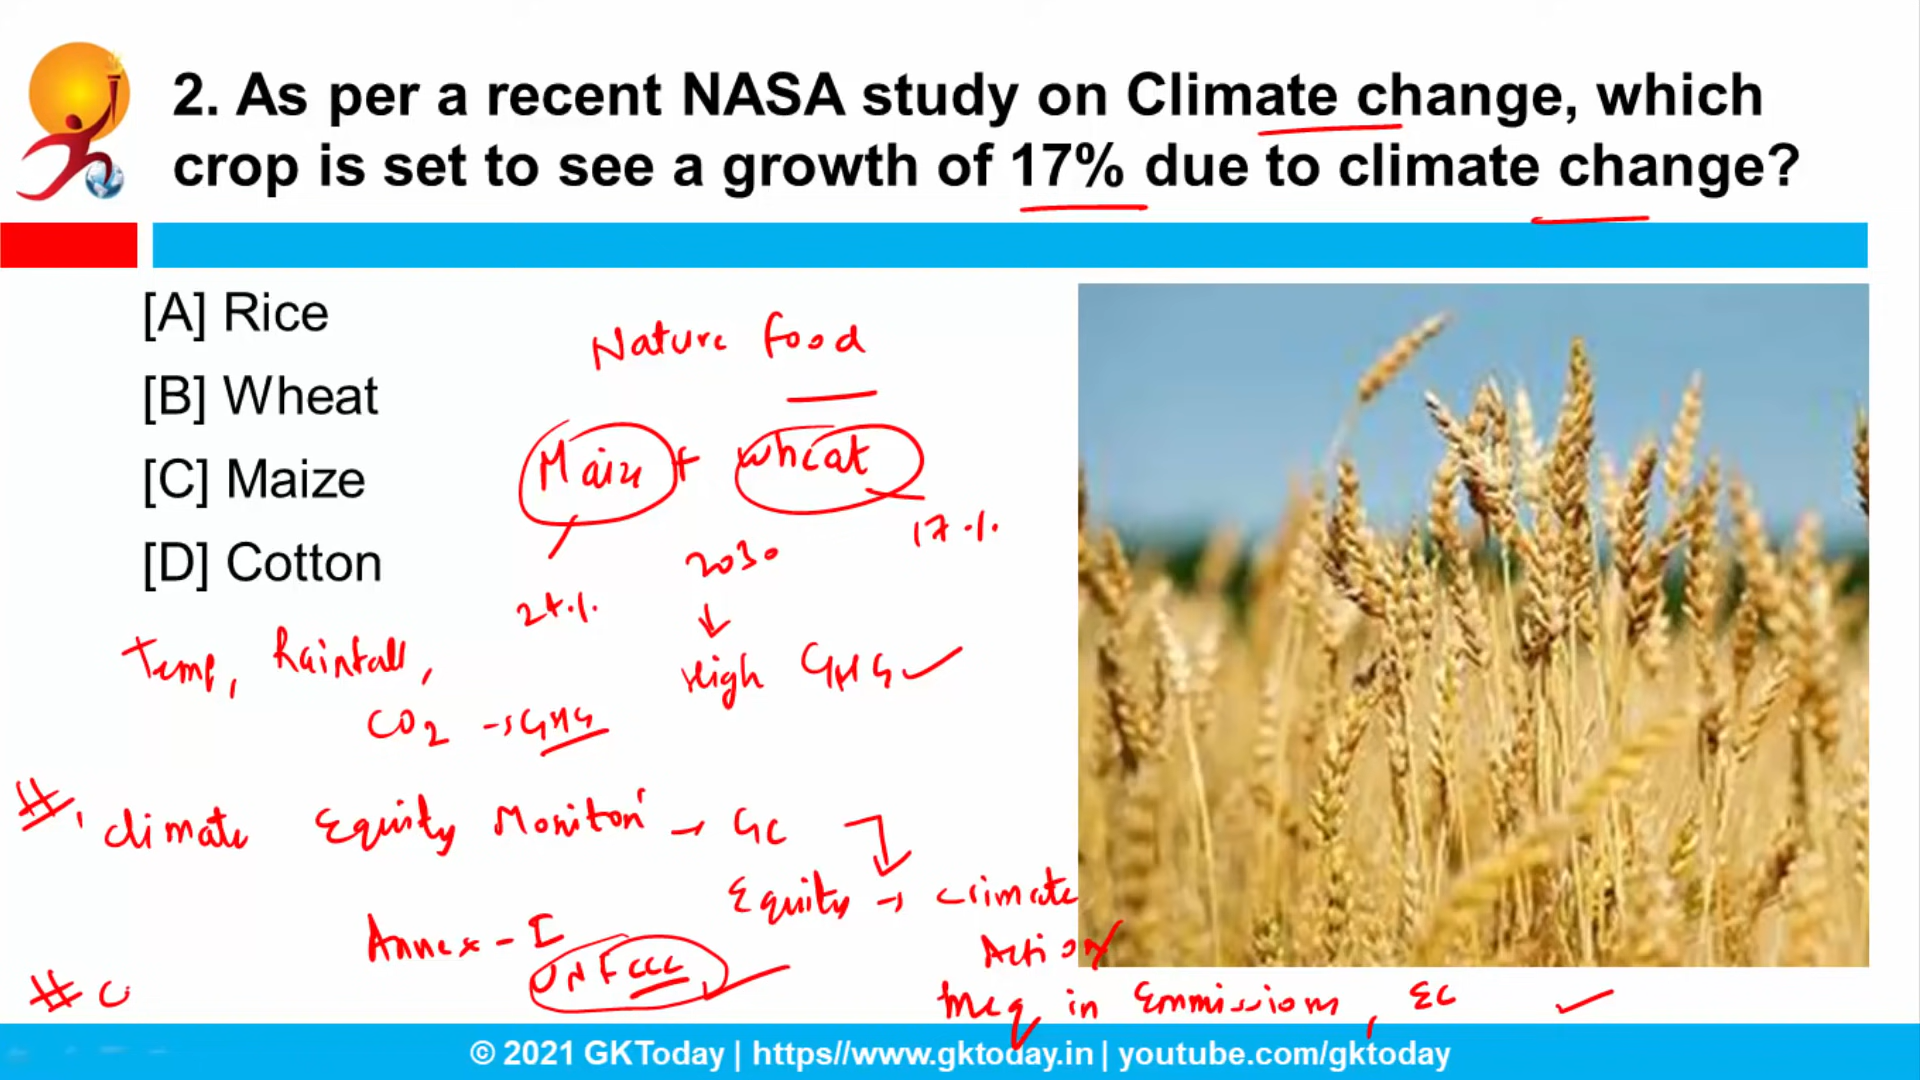 2. As per a recent NASA study on Climate change, which
crop is set to see a growth of 17% due to climate change?
[A] Rice
[B] Wheat
[C] Maize
[D] Cotton
Nature food
Maize + wheat
17%
2030
24%
High GHG
Temp, Rainfall,
CO2 → GHG
#, Climate Equity Monitor → GC
Equity → climate
Action
Annex - I
UNFCCC
Ineq in Emmissions, EC
# C
© 2021 GKToday | https//www.gktoday.in | youtube.com/gktoday